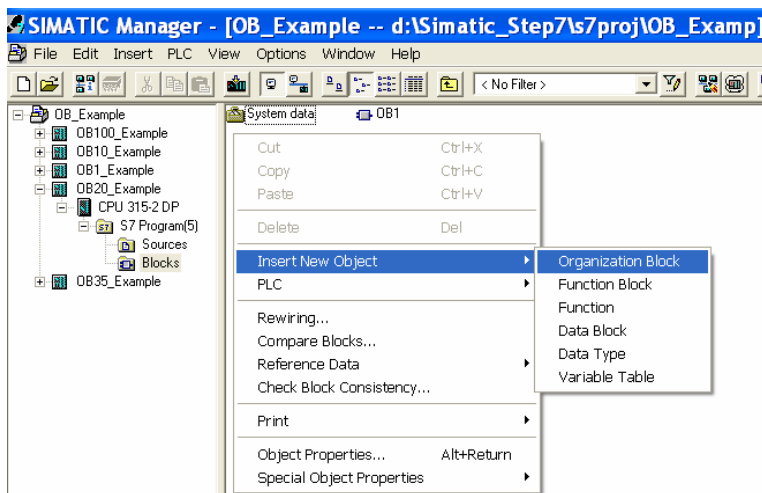 SIMATIC Manager - [OB_Example -- d:\Simatic_Step7\s7proj\OB_Examp]
File Edit Insert PLC View Options Window Help
< No Filter >
OB_Example
OB100_Example
OB10_Example
OB1_Example
OB20_Example
CPU 315-2 DP
S7 Program(5)
Sources
Blocks
OB35_Example
System data OB1
Cut Ctrl+X
Copy Ctrl+C
Paste Ctrl+V
Delete Del
Insert New Object
PLC
Rewiring...
Compare Blocks...
Reference Data
Check Block Consistency...
Print
Object Properties... Alt+Return
Special Object Properties
Organization Block
Function Block
Function
Data Block
Data Type
Variable Table